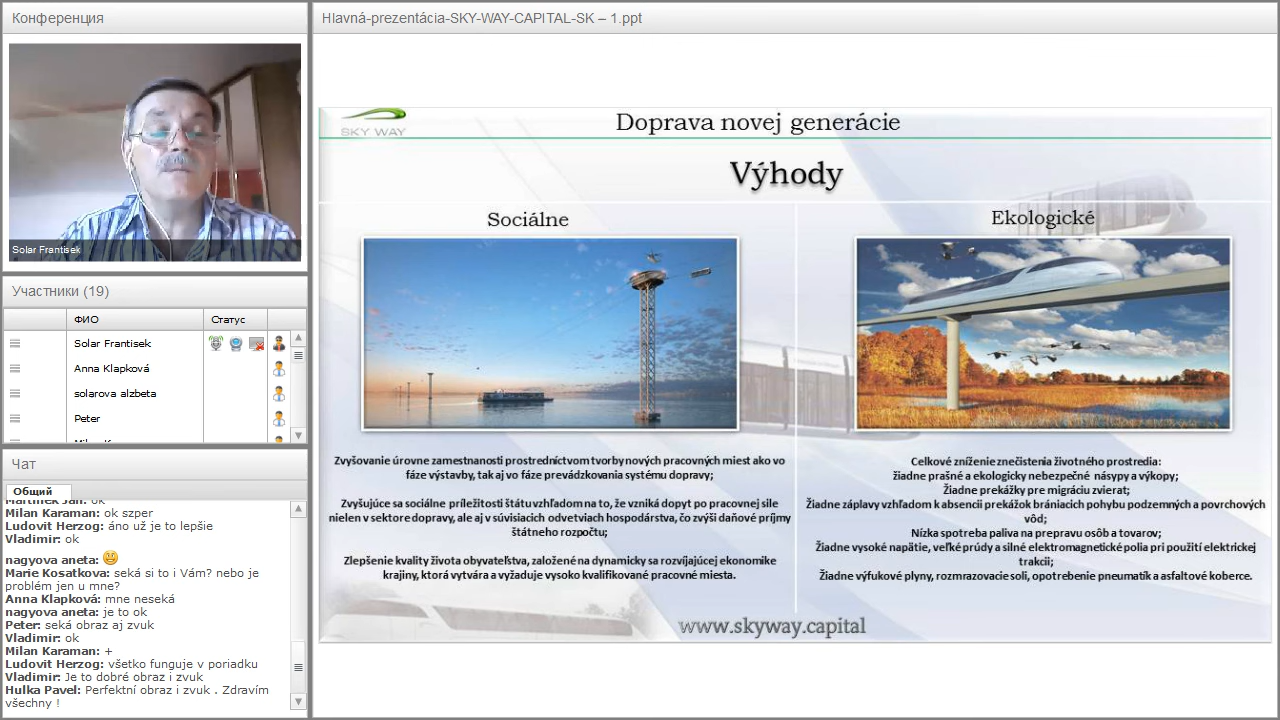 Конференция
Solar Frantisek
Участники (19)
ФИО
Статус
Solar Frantisek
Anna Klapková
solarova alzbeta
Peter
Чат
Общий
Martinek Jan: ok
Milan Karaman: ok szper
Ludovit Herzog: áno už je to lepšie
Vladimir: ok
nagyova aneta:
Marie Kosatkova: seká si to i Vám? nebo je
problém jen u mne?
Anna Klapková: mne neseká
nagyova aneta: je to ok
Peter: seká obraz aj zvuk
Vladimir: ok
Milan Karaman: +
Ludovit Herzog: všetko funguje v poriadku
Vladimir: Je to dobré obraz i zvuk
Hulka Pavel: Perfektní obraz i zvuk . Zdravím
všechny !
Hlavná-prezentácia-SKY-WAY-CAPITAL-SK – 1.ppt
SKY WAY
Doprava novej generácie
Výhody
Sociálne
Zvyšovanie úrovne zamestnanosti prostredníctvom tvorby nových pracovných miest ako vo
fáze výstavby, tak aj vo fáze prevádzkovania systému dopravy;
Zvyšujúce sa sociálne príležitosti štátu vzhľadom na to, že vzniká dopyt po pracovnej sile
nielen v sektore dopravy, ale aj v súvisiacich odvetviach hospodárstva, čo zvýši daňové príjmy
štátneho rozpočtu;
Zlepšenie kvality života obyvateľstva, založené na dynamicky sa rozvíjajúcej ekonomike
krajiny, ktorá vytvára a vyžaduje vysoko kvalifikované pracovné miesta.
Ekologické
Celkové zníženie znečistenia životného prostredia:
žiadne prašné a ekologicky nebezpečné násypy a výkopy;
Žiadne prekážky pre migráciu zvierat;
Žiadne záplavy vzhľadom k absencii prekážok brániacich pohybu podzemných a povrchových
vôd;
Nízka spotreba paliva na prepravu osôb a tovarov;
Žiadne vysoké napätie, veľké prúdy a silné elektromagnetické polia pri použití elektrickej
trakcii;
Žiadne výfukové plyny, rozmrazovacie soli, opotrebenie pneumatík a asfaltové koberce.
www.skyway.capital